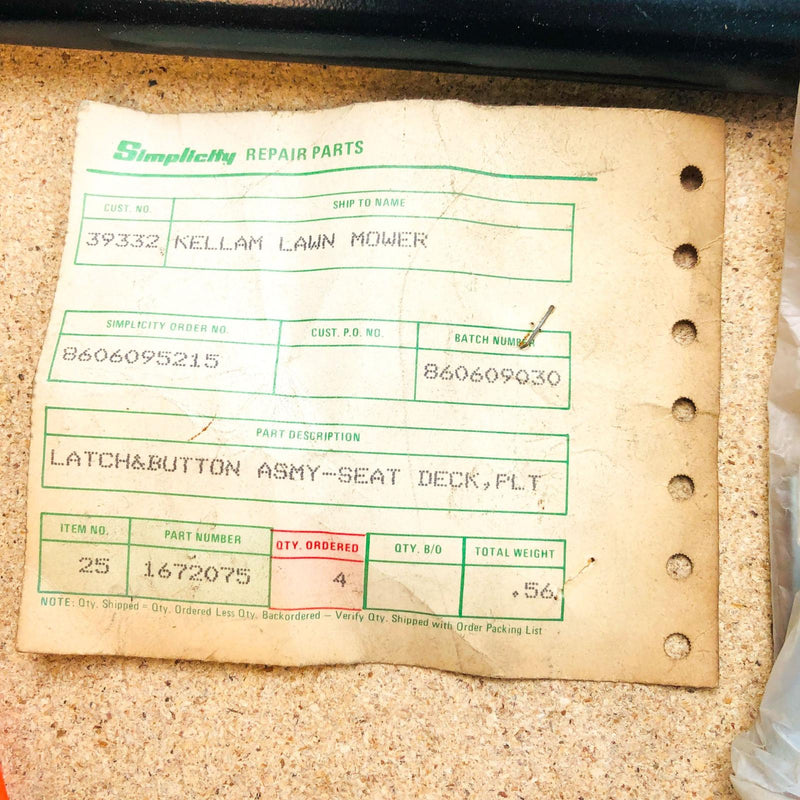 Simplicity REPAIR PARTS
CUST. NO. SHIP TO NAME
39332 KELLAM LAWN MOWER
SIMPLICITY ORDER NO. CUST. P.O. NO. BATCH NUMBER
8606095215 860609030
PART DESCRIPTION
LATCH&BUTTON ASMY-SEAT DECK,PLT
ITEM NO. PART NUMBER QTY. ORDERED QTY. B/O TOTAL WEIGHT
25 1672075 4 .56
NOTE: Qty. Shipped = Qty. Ordered Less Qty. Backordered – Verify Qty. Shipped with Order Packing List